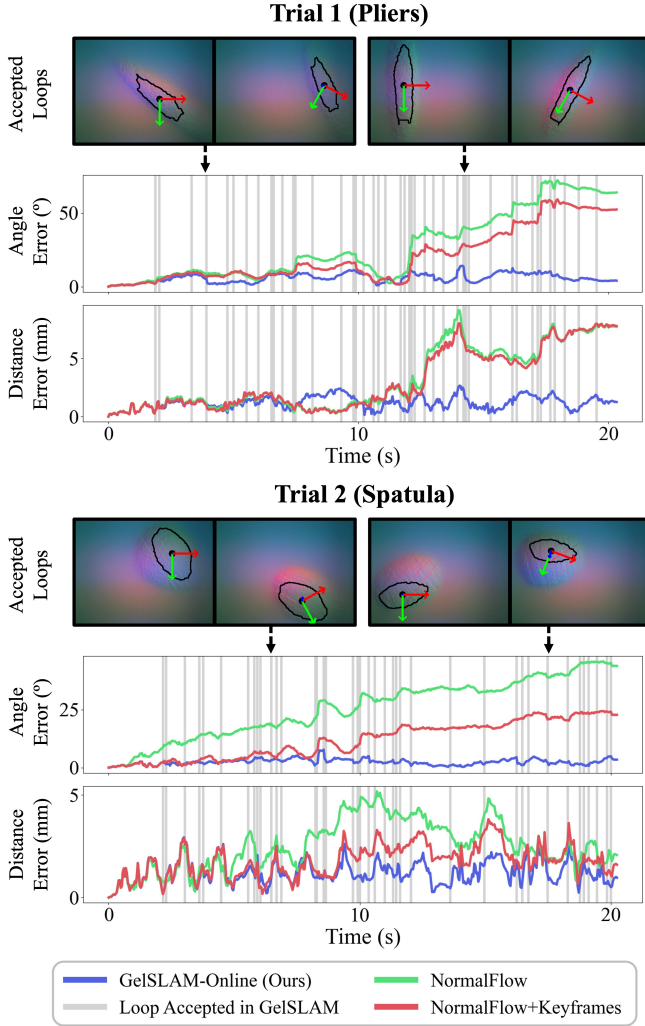 Trial 1 (Pliers)
Accepted
Loops
Angle
Error (°)
50
0
Distance
Error (mm)
5
0
0
10
20
Time (s)
Trial 2 (Spatula)
Accepted
Loops
Angle
Error (°)
25
0
Distance
Error (mm)
5
0
0
10
20
Time (s)
GelSLAM-Online (Ours)
NormalFlow
Loop Accepted in GelSLAM
NormalFlow+Keyframes